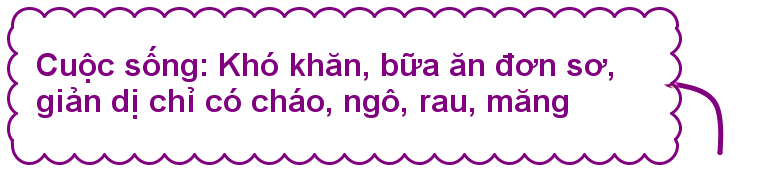 Cuộc sống: Khó khăn, bữa ăn đơn sơ,
giản dị chỉ có cháo, ngô, rau, măng